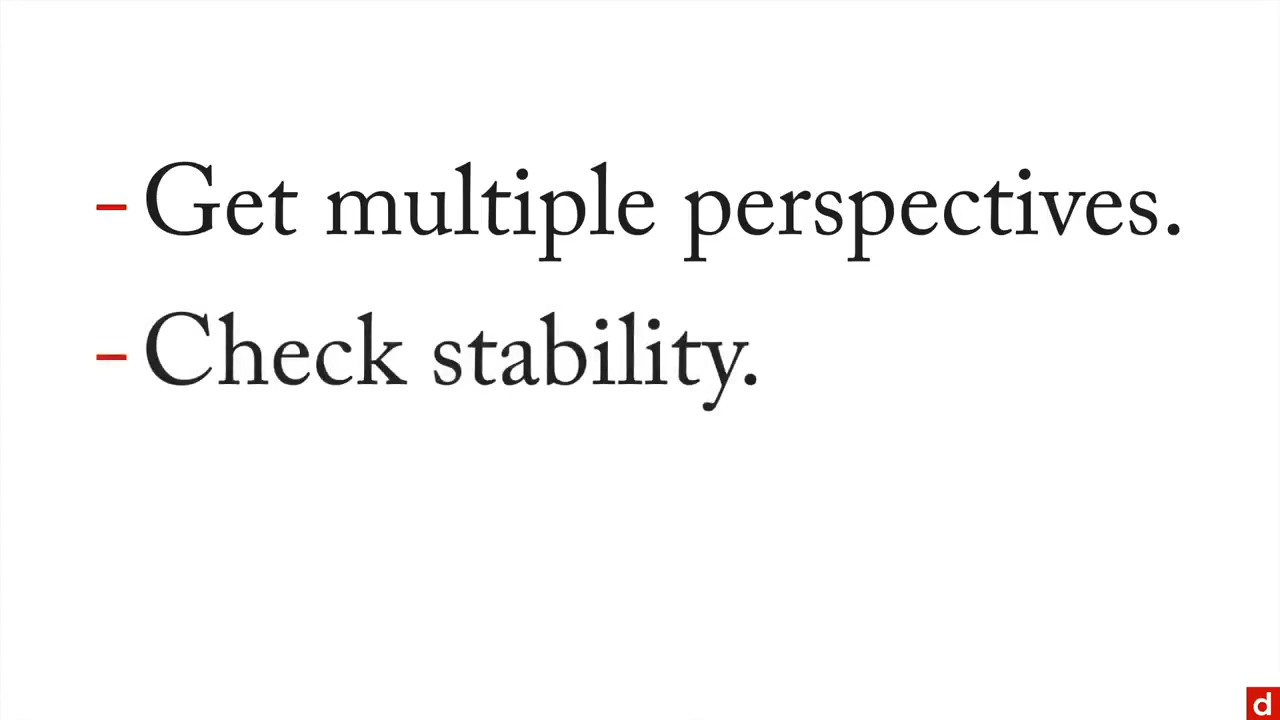 - Get multiple perspectives.
- Check stability.
d